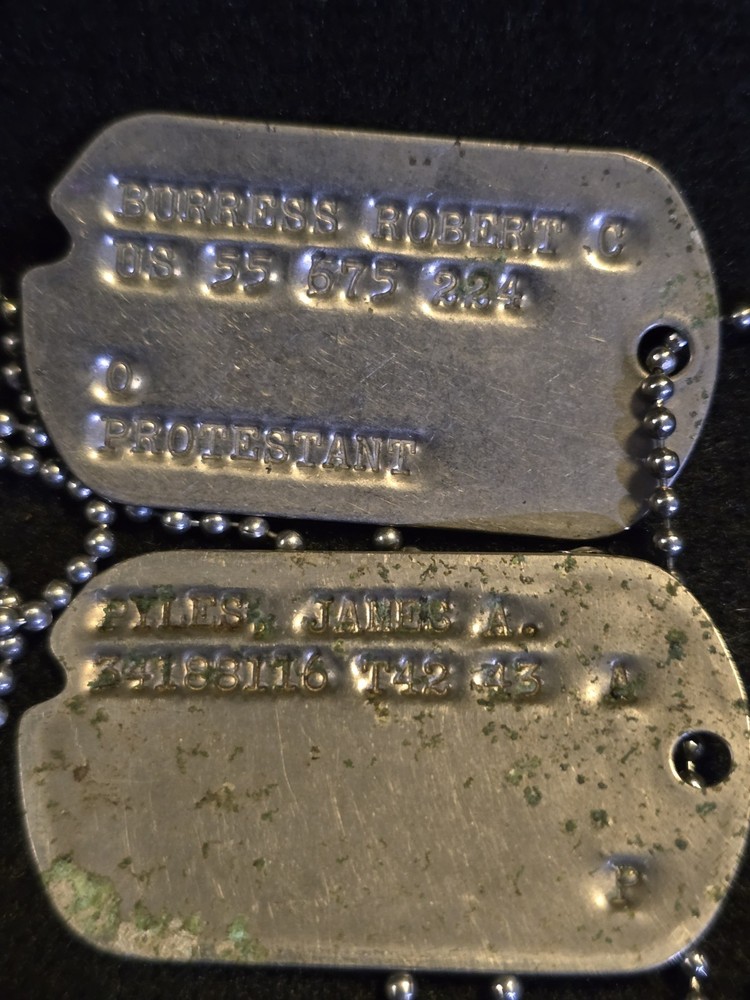 BURRESS ROBERT C
US 55 675 224
O
PROTESTANT
PYLES, JAMES A.
34188116 T42 43 A
P